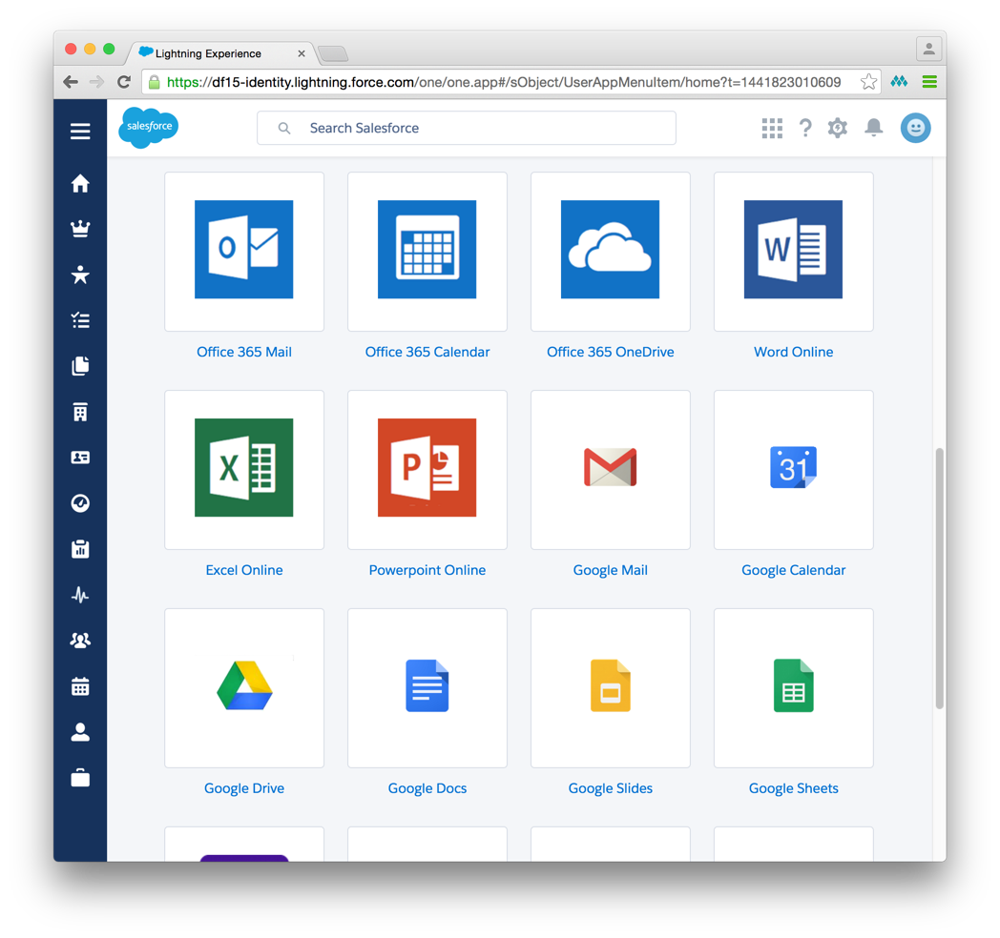 Lightning Experience
https://df15-identity.lightning.force.com/one/one.app#/sObject/UserAppMenuItem/home?t=1441823010609
salesforce
Search Salesforce
?
O
W
Office 365 Mail
Office 365 Calendar
Office 365 OneDrive
Word Online
X
P
31
Excel Online
Powerpoint Online
Google Mail
Google Calendar
Google Drive
Google Docs
Google Slides
Google Sheets